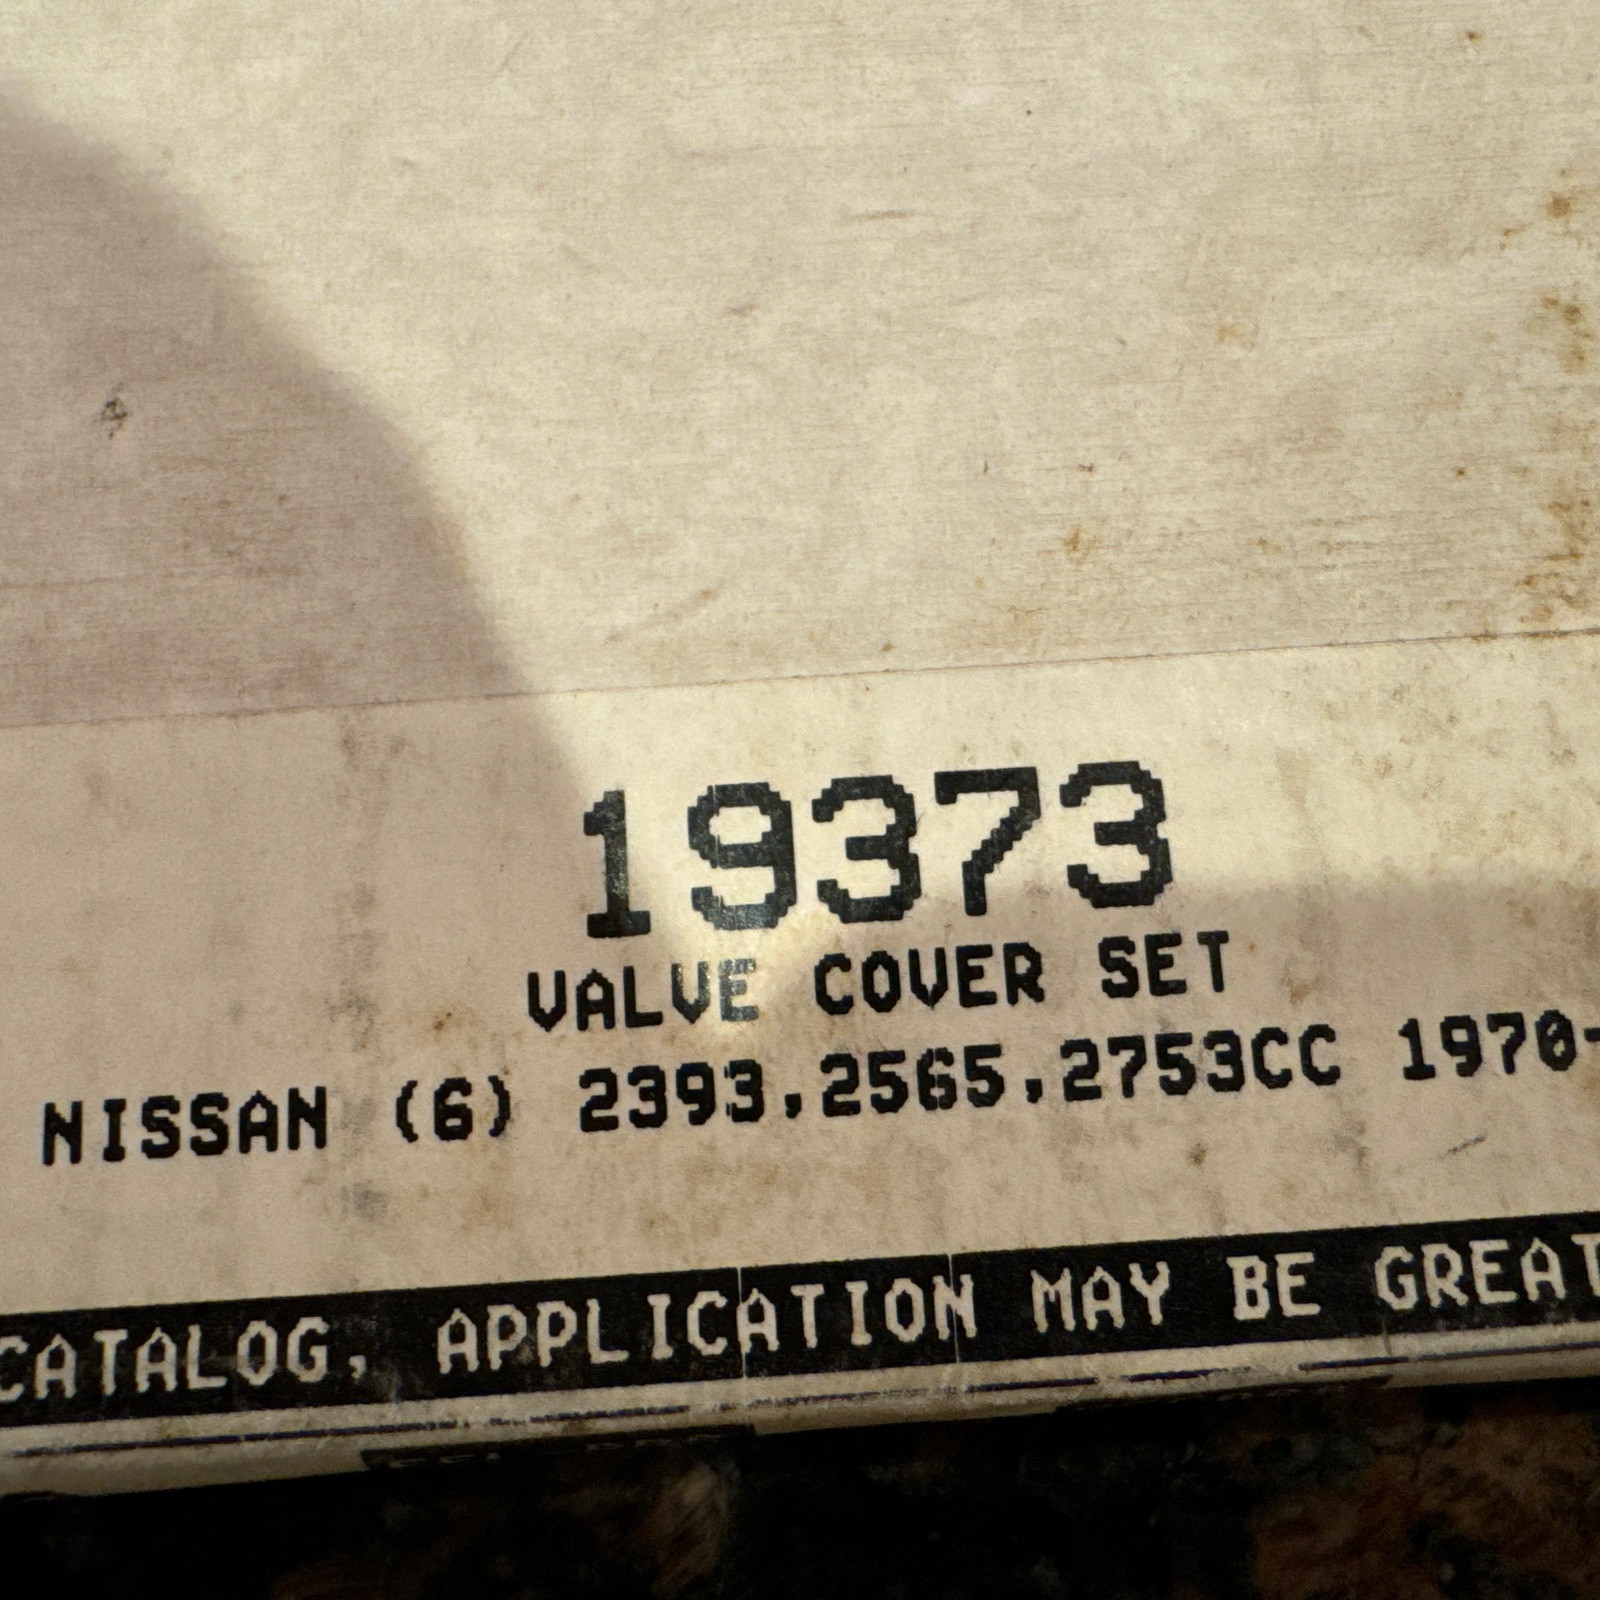 19373
VALVE COVER SET
NISSAN (6) 2393,2565,2753CC 1970-
CATALOG, APPLICATION MAY BE GREAT